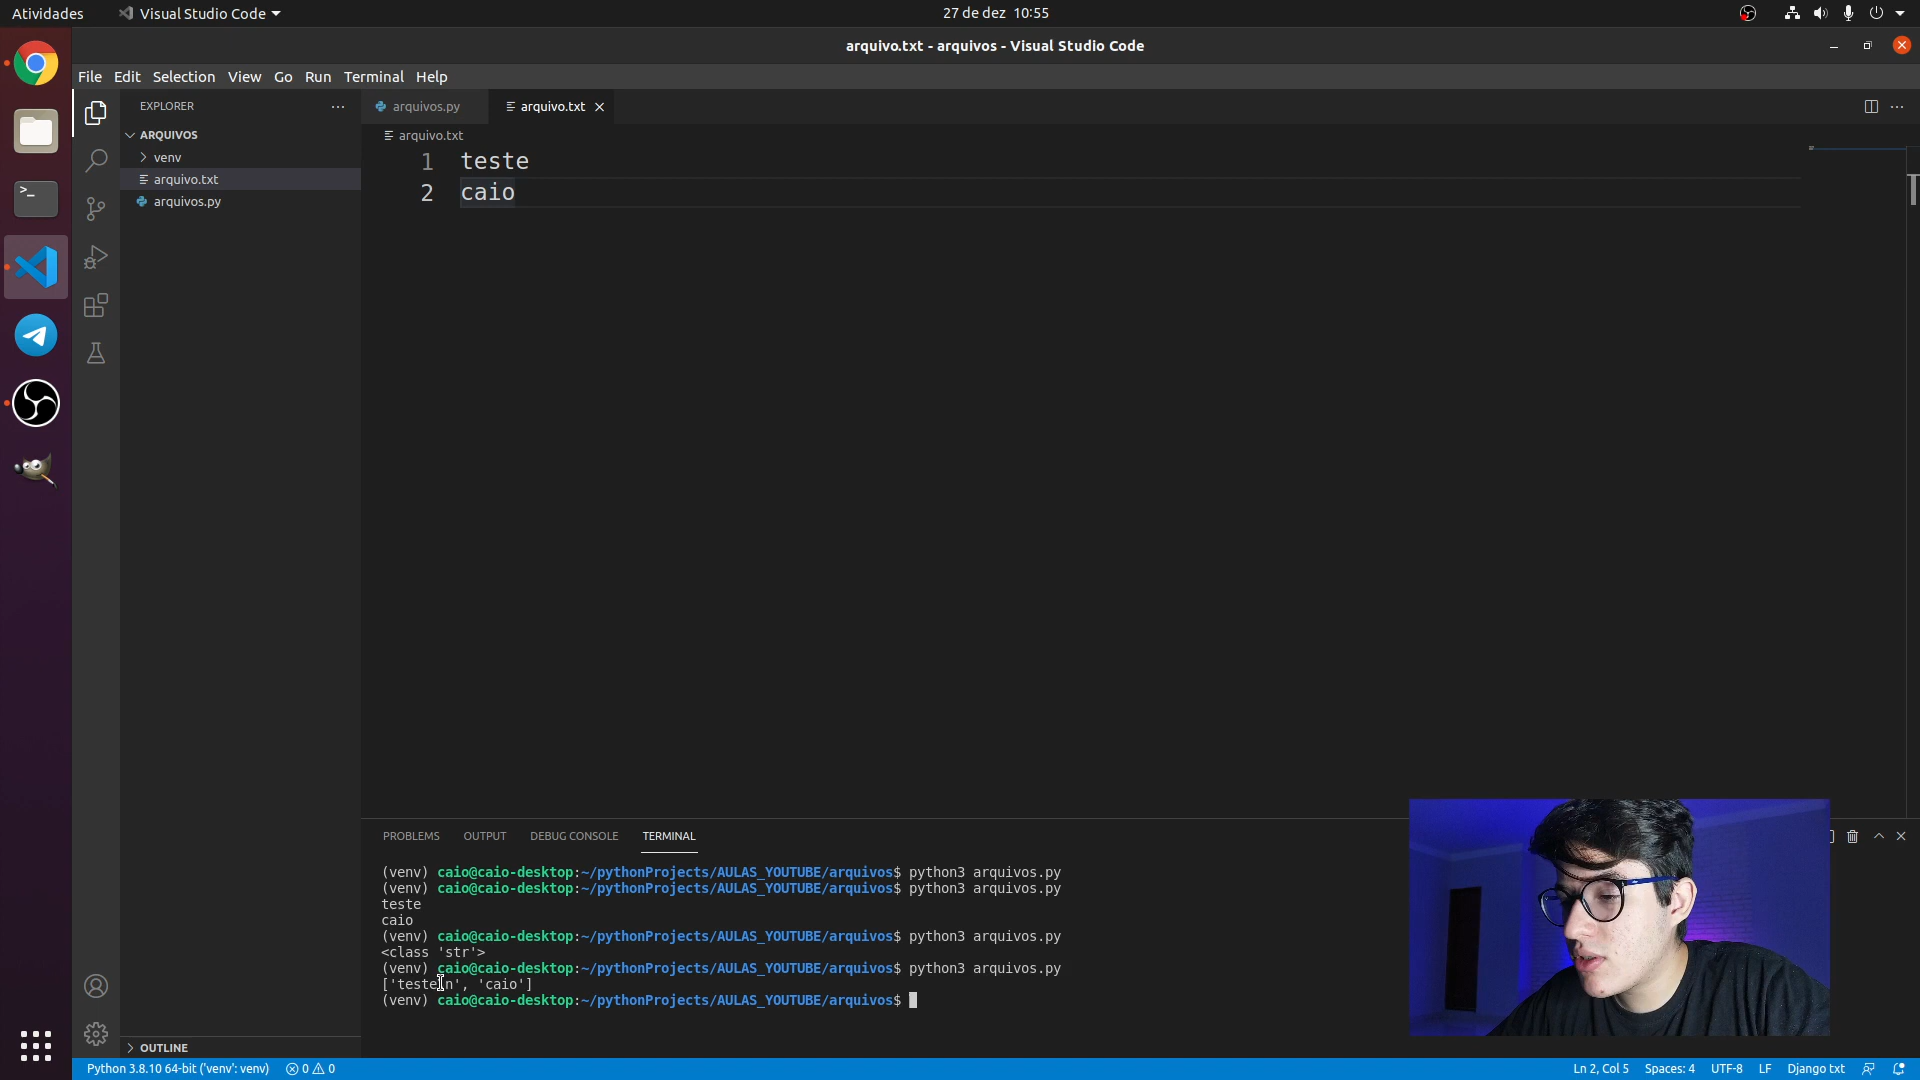 Atividades
Visual Studio Code
27 de dez 10:55
arquivo.txt - arquivos - Visual Studio Code
File Edit Selection View Go Run Terminal Help
EXPLORER
arquivos.py
arquivo.txt
ARQUIVOS
arquivo.txt
venv
arquivo.txt
arquivos.py
1 teste
2 caio
PROBLEMS OUTPUT DEBUG CONSOLE TERMINAL
(venv) caio@caio-desktop:~/pythonProjects/AULAS_YOUTUBE/arquivos$ python3 arquivos.py
(venv) caio@caio-desktop:~/pythonProjects/AULAS_YOUTUBE/arquivos$ python3 arquivos.py
teste
caio
(venv) caio@caio-desktop:~/pythonProjects/AULAS_YOUTUBE/arquivos$ python3 arquivos.py
<class 'str'>
(venv) caio@caio-desktop:~/pythonProjects/AULAS_YOUTUBE/arquivos$ python3 arquivos.py
['teste\n', 'caio']
(venv) caio@caio-desktop:~/pythonProjects/AULAS_YOUTUBE/arquivos$
OUTLINE
Python 3.8.10 64-bit ('venv': venv) 0 0
Ln 2, Col 5 Spaces: 4 UTF-8 LF Django txt